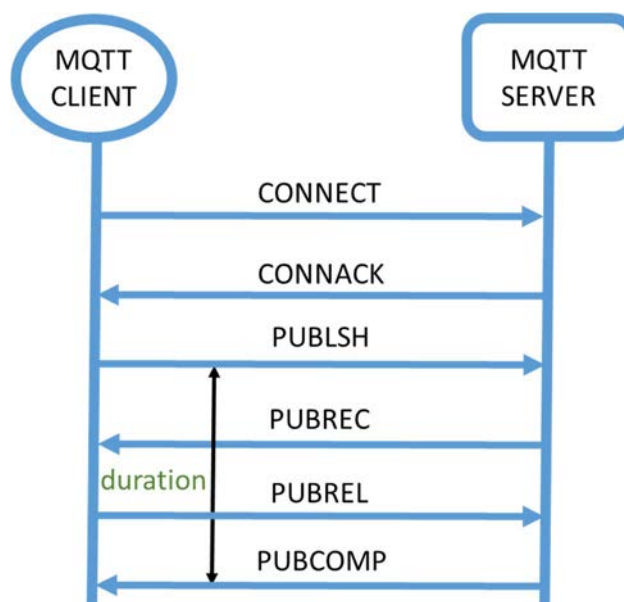 MQTT
CLIENT
MQTT
SERVER
CONNECT
CONNACK
PUBLSH
PUBREC
duration
PUBREL
PUBCOMP